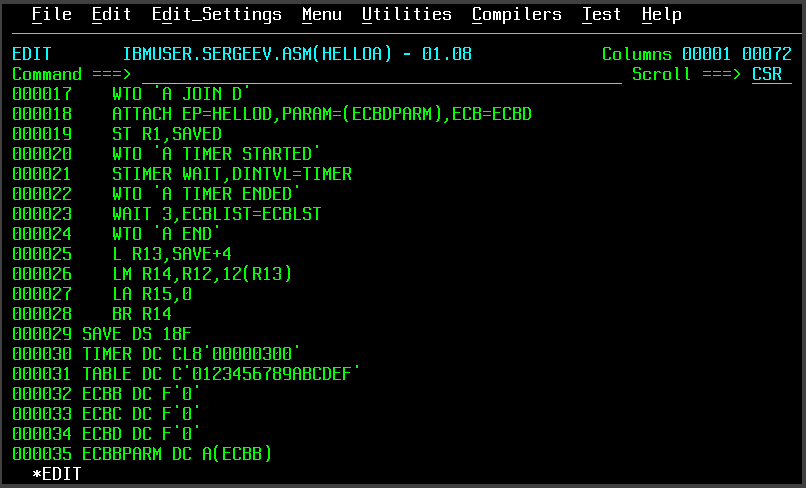 File Edit Edit_Settings Menu Utilities Compilers Test Help
EDIT IBMUSER.SERGEEV.ASM(HELLOA) - 01.08 Columns 00001 00072
Command ===> Scroll ===> CSR
000017 WTO 'A JOIN D'
000018 ATTACH EP=HELLOD,PARAM=(ECBDPARM),ECB=ECBD
000019 ST R1,SAVED
000020 WTO 'A TIMER STARTED'
000021 STIMER WAIT,DINTVL=TIMER
000022 WTO 'A TIMER ENDED'
000023 WAIT 3,ECBLIST=ECBLST
000024 WTO 'A END'
000025 L R13,SAVE+4
000026 LM R14,R12,12(R13)
000027 LA R15,0
000028 BR R14
000029 SAVE DS 18F
000030 TIMER DC CL8'00000300'
000031 TABLE DC C'0123456789ABCDEF'
000032 ECBB DC F'0'
000033 ECBC DC F'0'
000034 ECBD DC F'0'
000035 ECBBPARM DC A(ECBB)
*EDIT